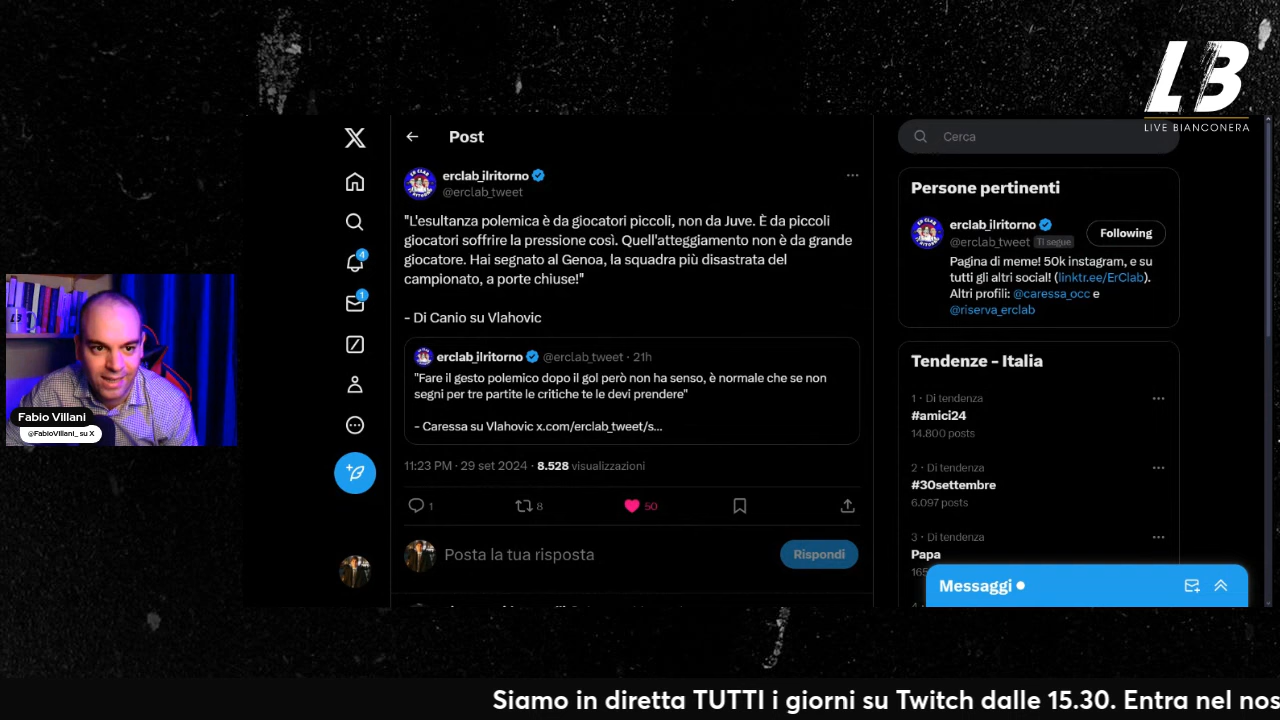 LB
LIVE BIANCONERA
Post
Cerca
erclab_ilritorno
@erclab_tweet
"L'esultanza polemica è da giocatori piccoli, non da Juve. È da piccoli
giocatori soffrire la pressione così. Quell'atteggiamento non è da grande
giocatore. Hai segnato al Genoa, la squadra più disastrata del
campionato, a porte chiuse!"
- Di Canio su Vlahovic
erclab_ilritorno @erclab_tweet · 21h
"Fare il gesto polemico dopo il gol però non ha senso, è normale che se non
segni per tre partite le critiche te le devi prendere"
- Caressa su Vlahovic x.com/erclab_tweet/s...
11:23 PM · 29 set 2024 · 8.528 visualizzazioni
1
8
50
Posta la tua risposta
Rispondi
4
1
Persone pertinenti
erclab_ilritorno
@erclab_tweet Ti segue
Following
Pagina di meme! 50k instagram, e su
tutti gli altri social! (linktr.ee/ErClab).
Altri profili: @caressa_occ e
@riserva_erclab
Tendenze - Italia
1 · Di tendenza
#amici24
14.800 posts
2 · Di tendenza
#30settembre
6.097 posts
3 · Di tendenza
Papa
Messaggi
Fabio Villani
@FabioVillani_ su X
Siamo in diretta TUTTI i giorni su Twitch dalle 15.30. Entra nel nos